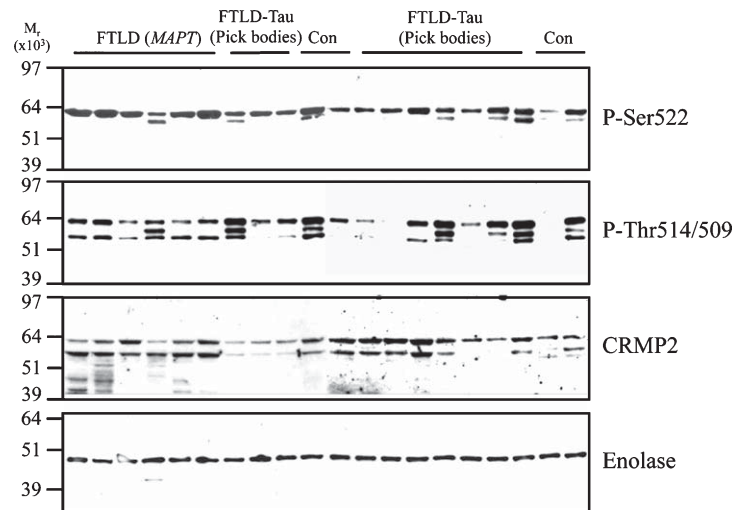 Mr
(x10³)
FTLD (MAPT)
FTLD-Tau
(Pick bodies)
Con
FTLD-Tau
(Pick bodies)
Con
97
64
51
39
P-Ser522
97
64
51
39
P-Thr514/509
97
64
51
39
CRMP2
64
51
39
Enolase